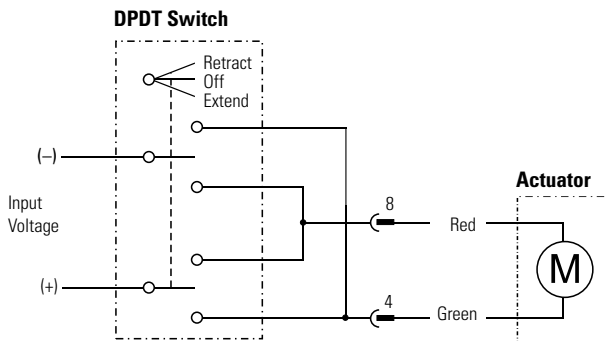 DPDT Switch
Retract
Off
Extend
(–)
Input
Voltage
(+)
8
Red
4
Green
Actuator
M